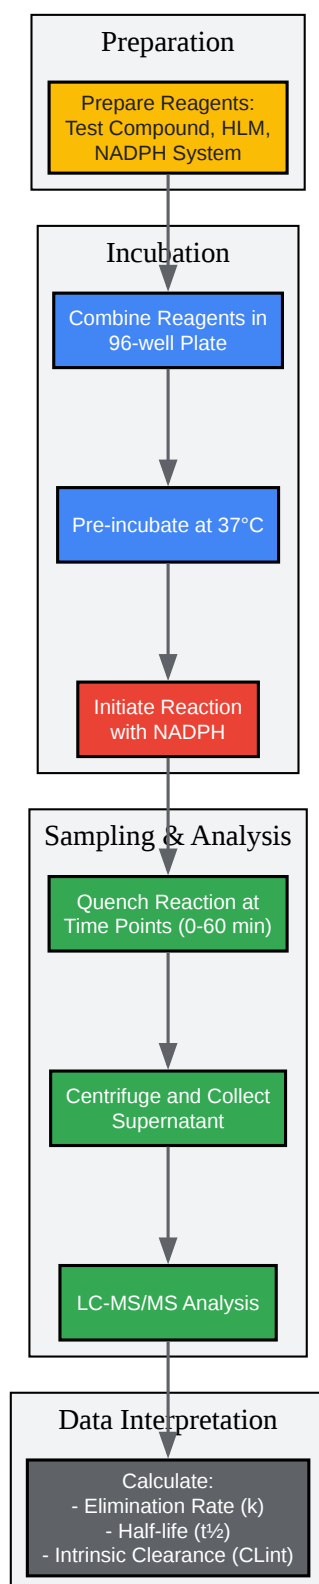 Preparation
Prepare Reagents:
Test Compound, HLM,
NADPH System
Incubation
Combine Reagents in
96-well Plate
Pre-incubate at 37°C
Initiate Reaction
with NADPH
Sampling & Analysis
Quench Reaction at
Time Points (0-60 min)
Centrifuge and Collect
Supernatant
LC-MS/MS Analysis
Data Interpretation
Calculate:
- Elimination Rate (k)
- Half-life (t½)
- Intrinsic Clearance (CLint)